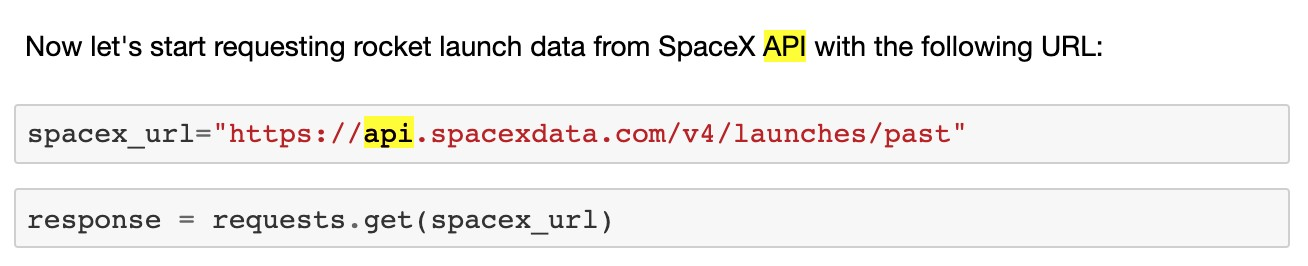 Now let's start requesting rocket launch data from SpaceX API with the following URL:
spacex_url="https://api.spacexdata.com/v4/launches/past"
response = requests.get(spacex_url)